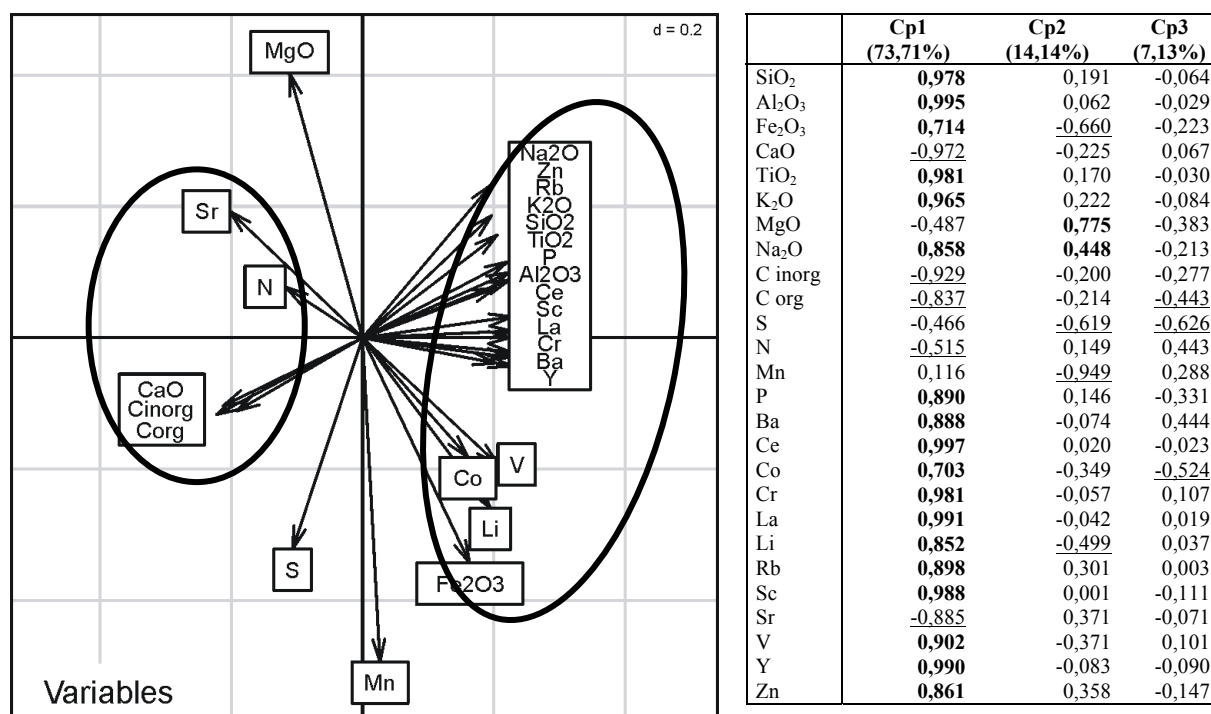 d = 0.2
MgO
Sr
N
CaO
Cinorg
Corg
S
Na2O
Zn
Rb
K2O
SiO2
TiO2
P
Al2O3
Ce
Sc
La
Cr
Ba
Y
V
Co
Li
Fe2O3
Mn
Variables
Cp1 Cp2 Cp3
(73,71%) (14,14%) (7,13%)
SiO₂ 0,978 0,191 -0,064
Al₂O₃ 0,995 0,062 -0,029
Fe₂O₃ 0,714 -0,660 -0,223
CaO -0,972 -0,225 0,067
TiO₂ 0,981 0,170 -0,030
K₂O 0,965 0,222 -0,084
MgO -0,487 0,775 -0,383
Na₂O 0,858 0,448 -0,213
C inorg -0,929 -0,200 -0,277
C org -0,837 -0,214 -0,443
S -0,466 -0,619 -0,626
N -0,515 0,149 0,443
Mn 0,116 -0,949 0,288
P 0,890 0,146 -0,331
Ba 0,888 -0,074 0,444
Ce 0,997 0,020 -0,023
Co 0,703 -0,349 -0,524
Cr 0,981 -0,057 0,107
La 0,991 -0,042 0,019
Li 0,852 -0,499 0,037
Rb 0,898 0,301 0,003
Sc 0,988 0,001 -0,111
Sr -0,885 0,371 -0,071
V 0,902 -0,371 0,101
Y 0,990 -0,083 -0,090
Zn 0,861 0,358 -0,147